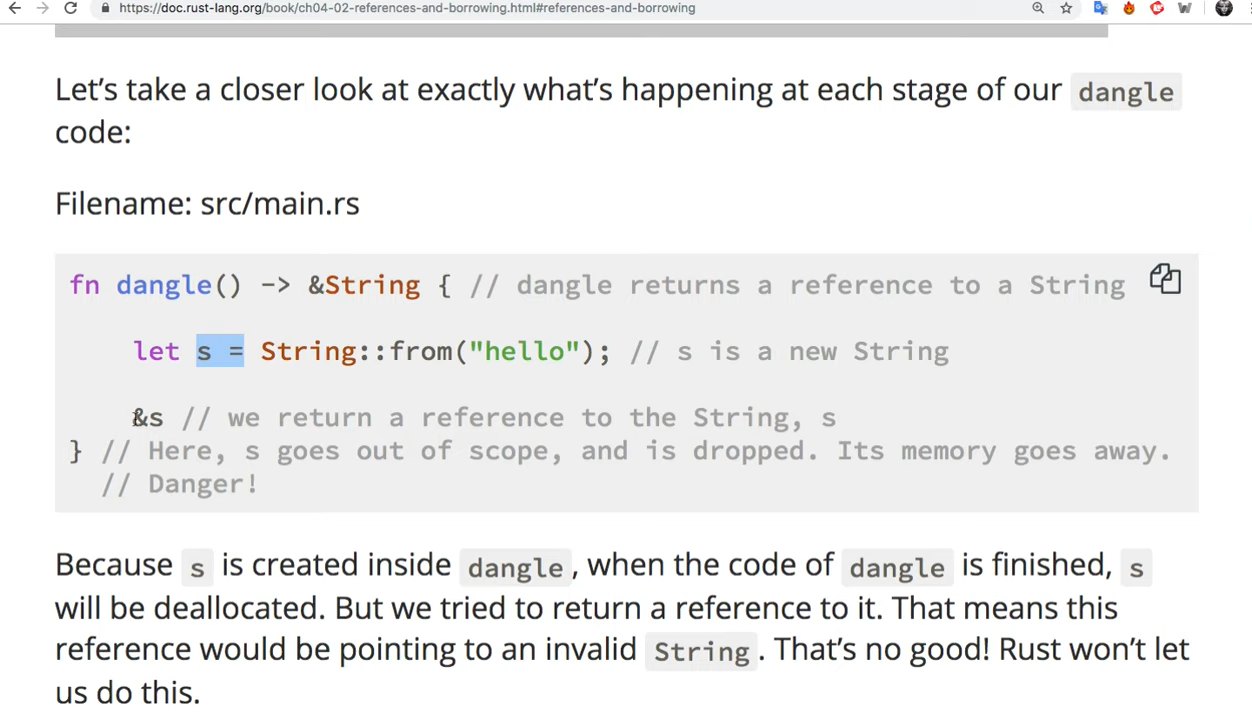 https://doc.rust-lang.org/book/ch04-02-references-and-borrowing.html#references-and-borrowing
Let's take a closer look at exactly what's happening at each stage of our dangle
code:
Filename: src/main.rs
fn dangle() -> &String { // dangle returns a reference to a String
let s = String::from("hello"); // s is a new String
&s // we return a reference to the String, s
} // Here, s goes out of scope, and is dropped. Its memory goes away.
// Danger!
Because s is created inside dangle, when the code of dangle is finished, s
will be deallocated. But we tried to return a reference to it. That means this
reference would be pointing to an invalid String. That's no good! Rust won't let
us do this.